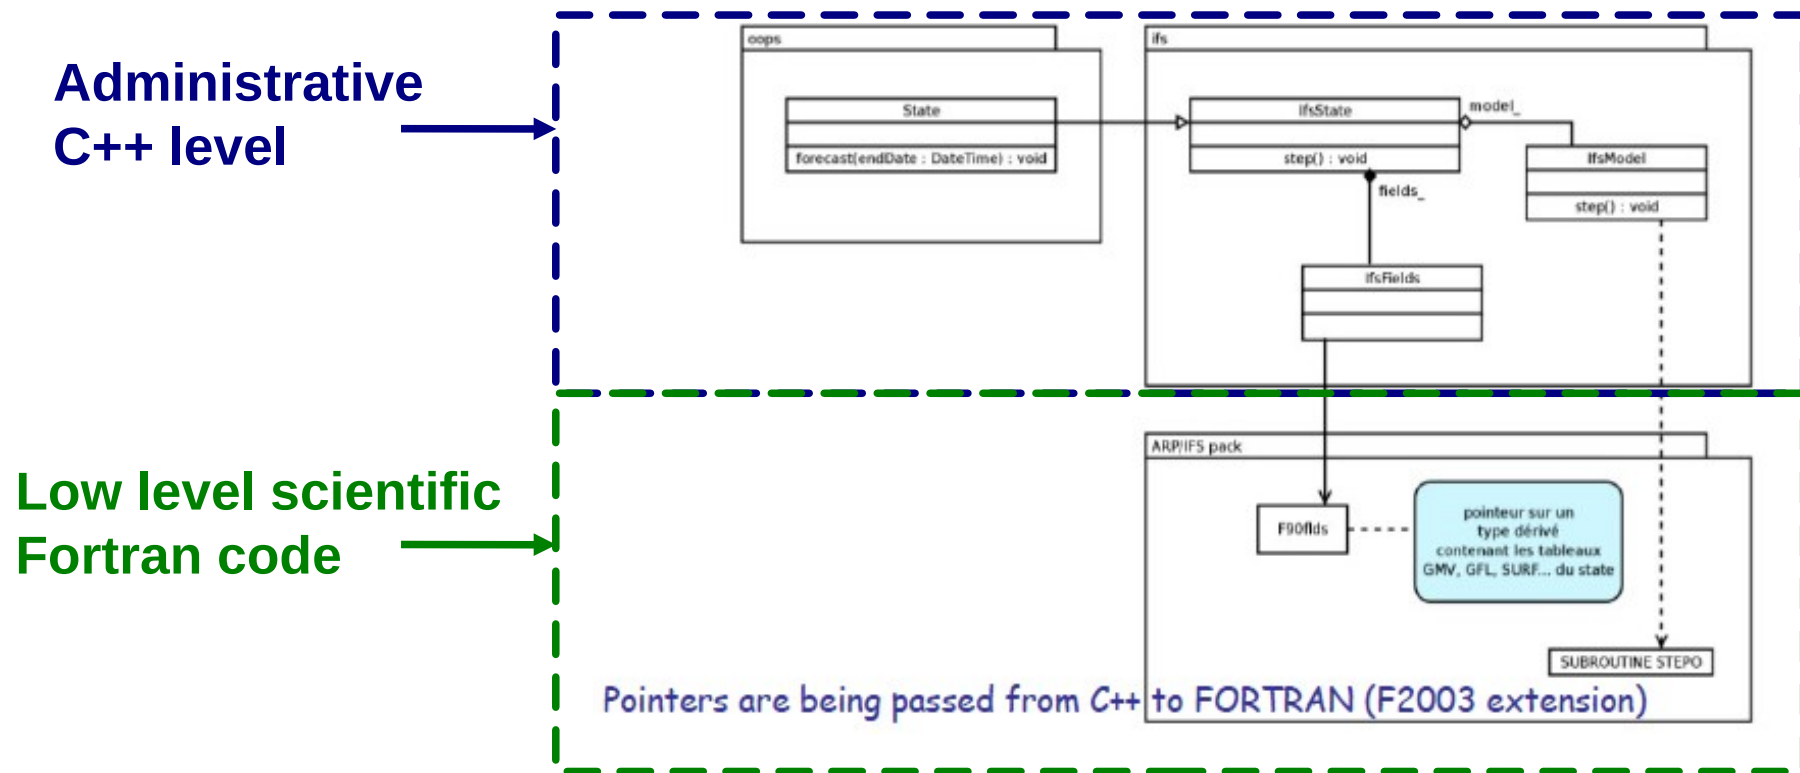 Administrative
C++ level
oops
State
forecast(endDate : DateTime) : void
ifs
IfsState
step() : void
model_
IfsModel
step() : void
fields_
IfsFields
Low level scientific
Fortran code
ARP/IFS pack
F90flds
pointeur sur un
type dérivé
contenant les tableaux
GMV, GFL, SURF... du state
SUBROUTINE STEPO
Pointers are being passed from C++ to FORTRAN (F2003 extension)